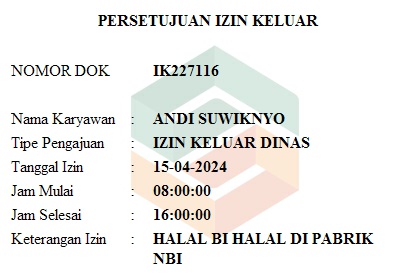 PERSETUJUAN IZIN KELUAR
NOMOR DOK IK227116
Nama Karyawan : ANDI SUWIKNYO
Tipe Pengajuan : IZIN KELUAR DINAS
Tanggal Izin : 15-04-2024
Jam Mulai : 08:00:00
Jam Selesai : 16:00:00
Keterangan Izin : HALAL BI HALAL DI PABRIK
NBI